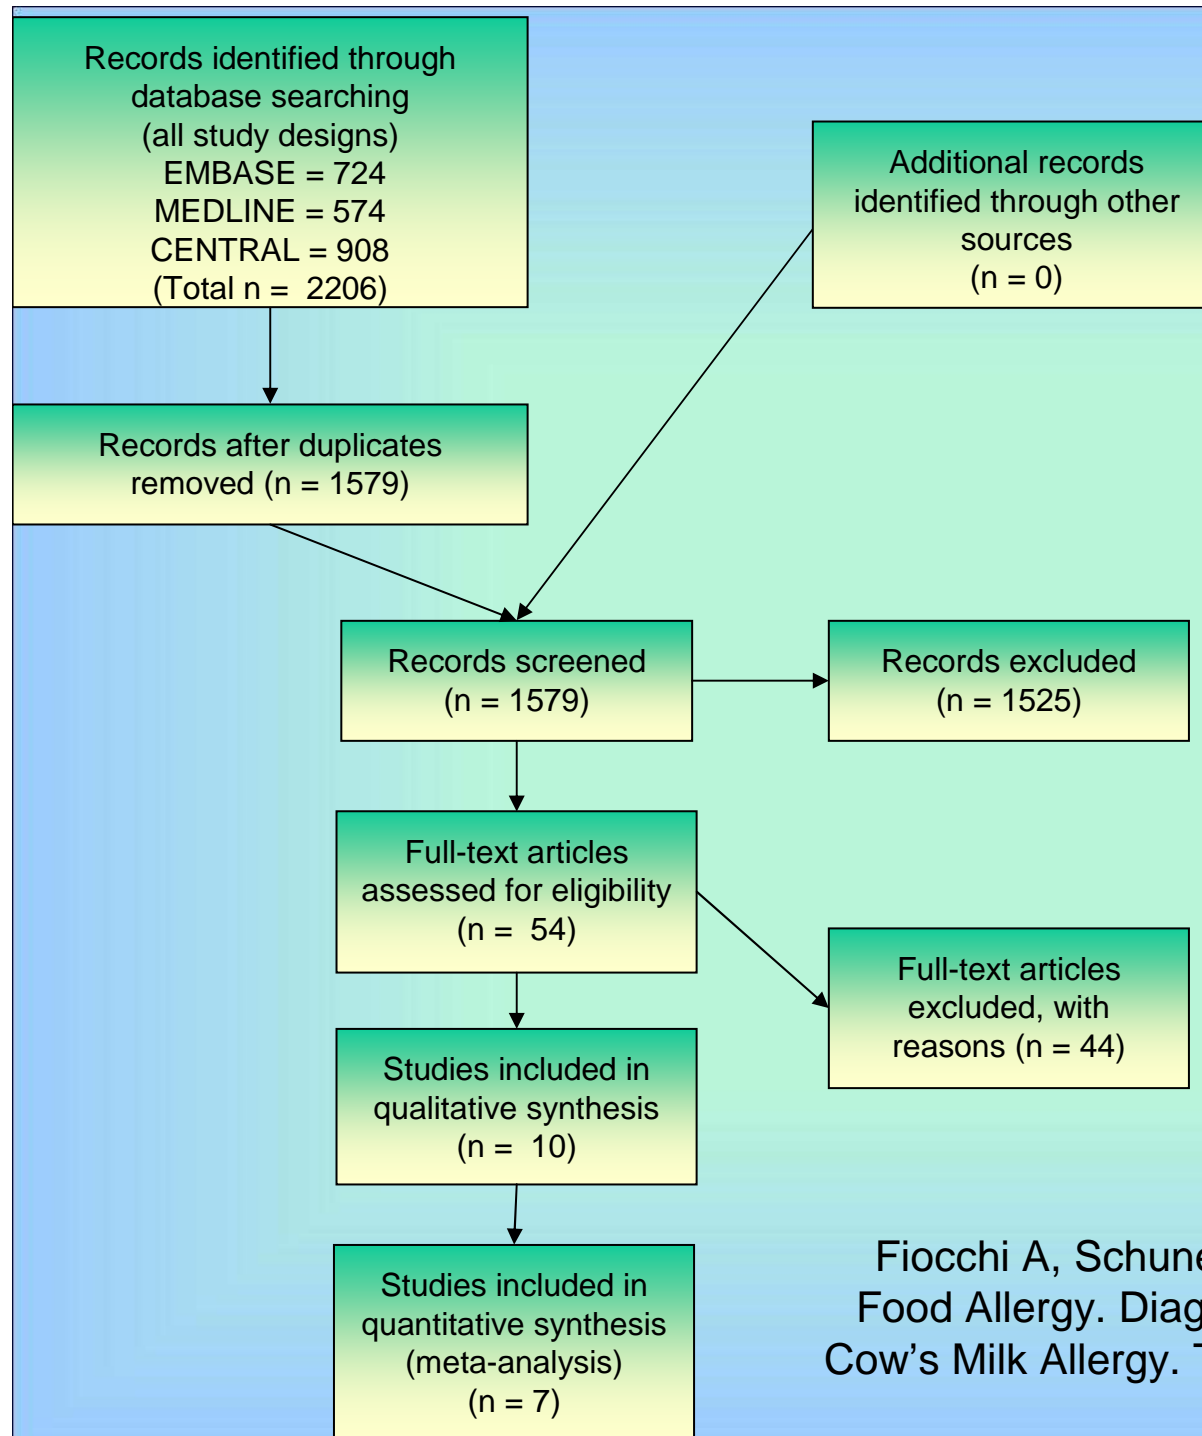 Records identified through
database searching
(all study designs)
EMBASE = 724
MEDLINE = 574
CENTRAL = 908
(Total n = 2206)
Additional records
identified through other
sources
(n = 0)
Records after duplicates
removed (n = 1579)
Records screened
(n = 1579)
Records excluded
(n = 1525)
Full-text articles
assessed for eligibility
(n = 54)
Full-text articles
excluded, with
reasons (n = 44)
Studies included in
qualitative synthesis
(n = 10)
Studies included in
quantitative synthesis
(meta-analysis)
(n = 7)
Fiocchi A, Schune
Food Allergy. Diag
Cow's Milk Allergy. T